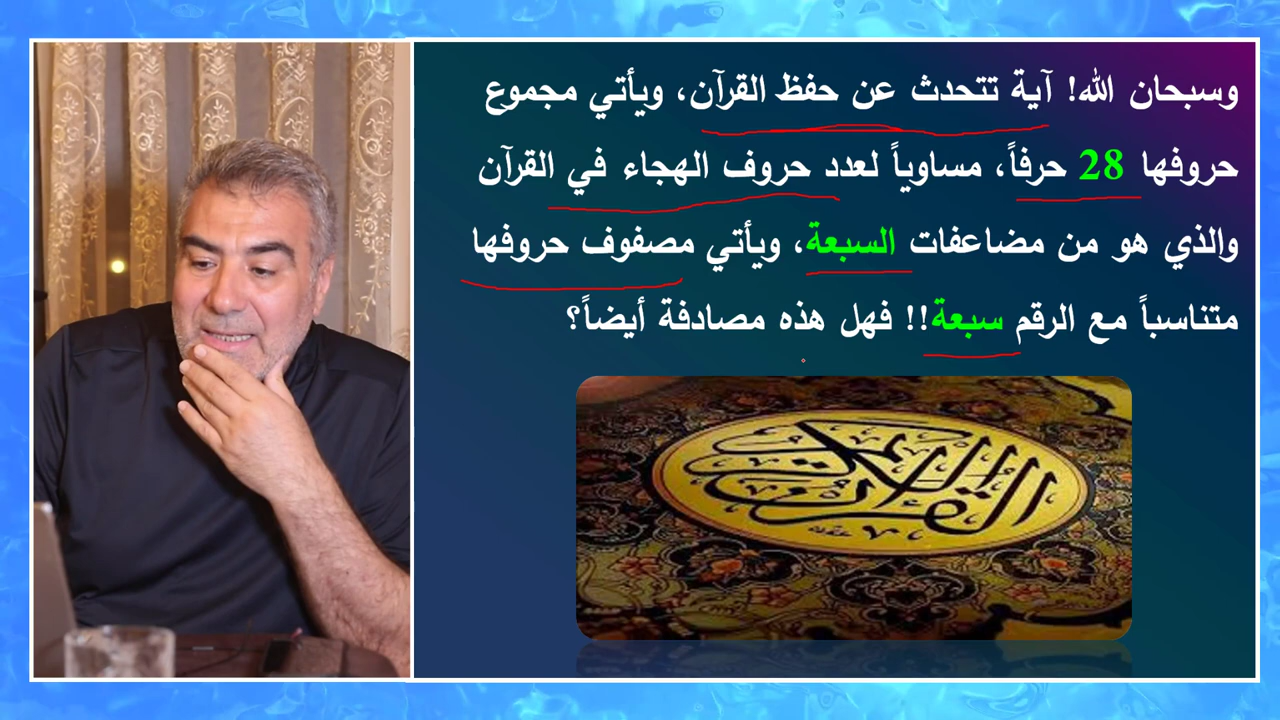 وسبحان الله! آية تتحدث عن حفظ القرآن، ويأتي مجموع
حروفها 28 حرفاً، مساوياً لعدد حروف الهجاء في القرآن
والذي هو من مضاعفات السبعة، ويأتي مصفوف حروفها
متناسباً مع الرقم سبعة!! فهل هذه مصادفة أيضاً؟
القرآن الكريم